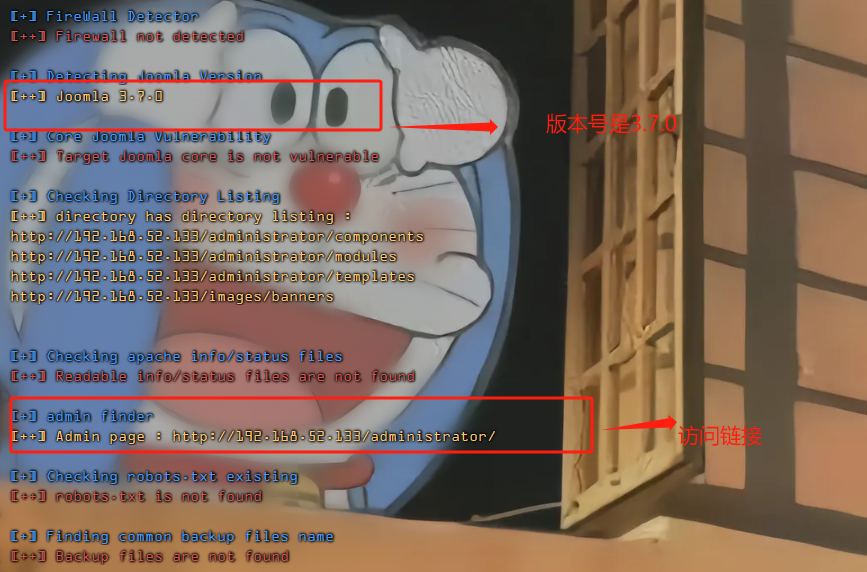 [+] FireWall Detector
[++] Firewall not detected
[+] Detecting Joomla Version
[++] Joomla 3.7.0
版本号是3.7.0
[+] Core Joomla Vulnerability
[++] Target Joomla core is not vulnerable
[+] Checking Directory Listing
[++] directory has directory listing :
http://192.168.52.133/administrator/components
http://192.168.52.133/administrator/modules
http://192.168.52.133/administrator/templates
http://192.168.52.133/images/banners
[+] Checking apache info/status files
[++] Readable info/status files are not found
[+] admin finder
[++] Admin page : http://192.168.52.133/administrator/
访问链接
[+] Checking robots.txt existing
[++] robots.txt is not found
[+] Finding common backup files name
[++] Backup files are not found